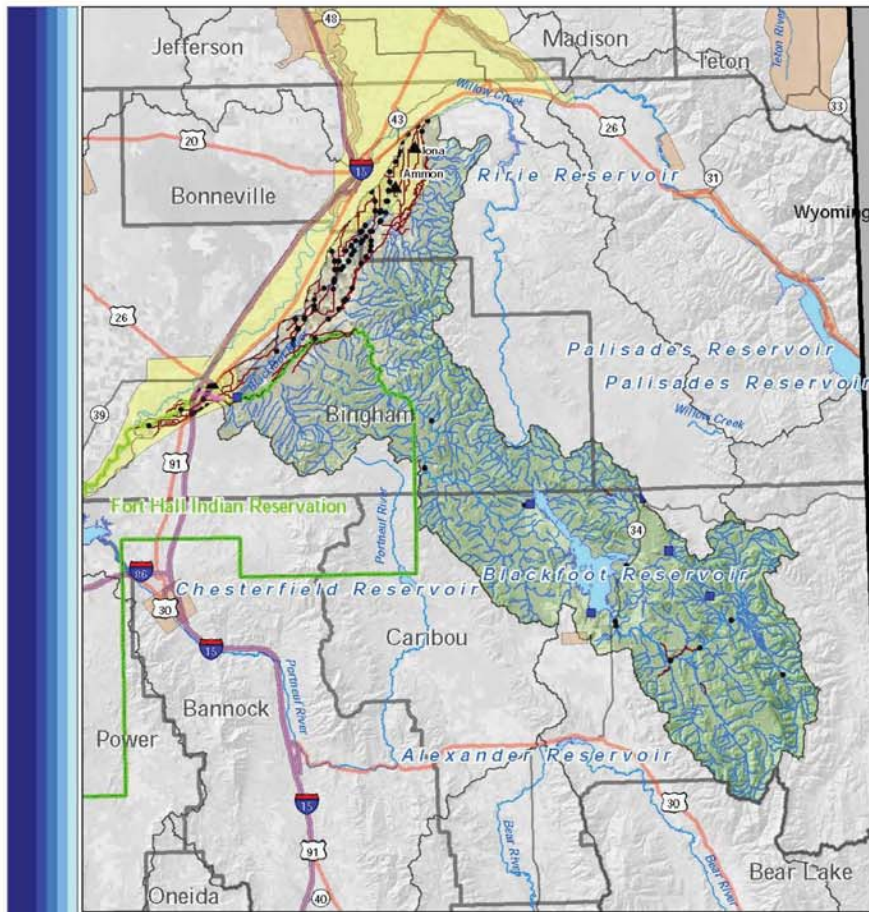 48
Jefferson
Madison
Teton
Teton River
33
43
Willow Creek
20
26
Iona
15
Ammon
Ririe Reservoir
31
Bonneville
Wyoming
26
Palisades Reservoir
Palisades Reservoir
39
Bingham
Willow Creek
91
Fort Hall Indian Reservation
Portneuf River
34
86
Chesterfield Reservoir
Blackfoot Reservoir
30
15
Caribou
Portneuf River
Bannock
Power
Alexander Reservoir
15
30
91
Bear River
Bear River
Bear Lake
Oneida
40